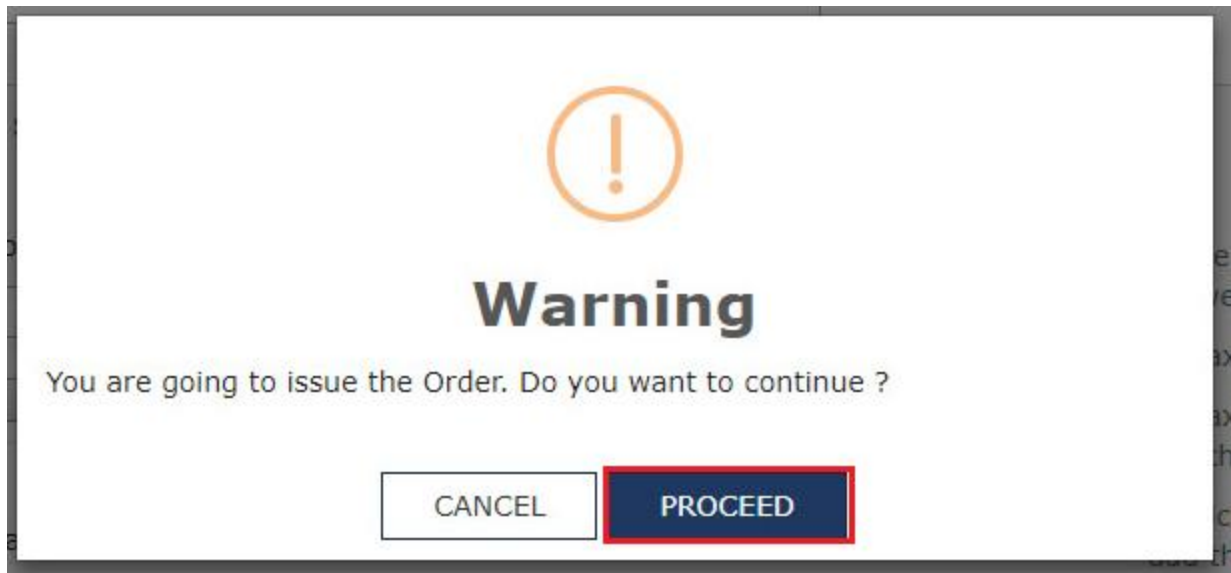 Warning
You are going to issue the Order. Do you want to continue ?
CANCEL
PROCEED